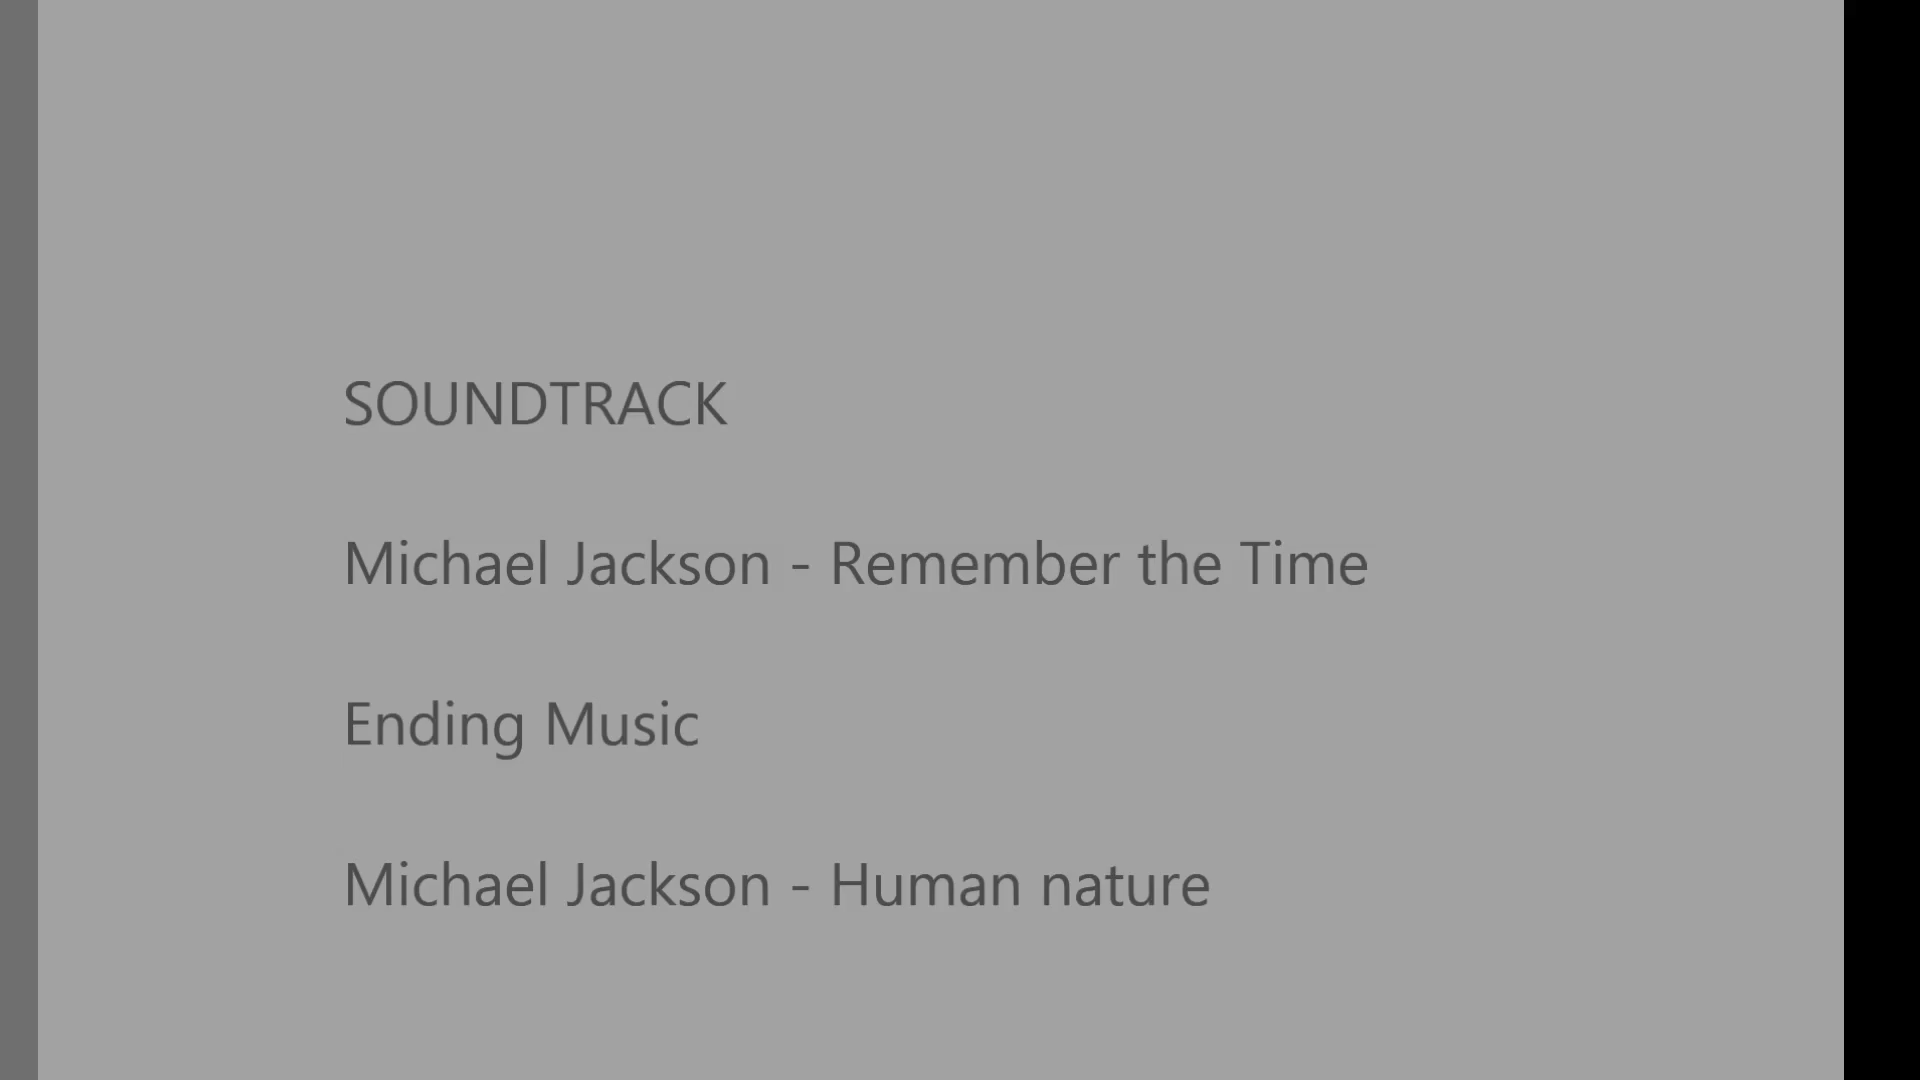 SOUNDTRACK
Michael Jackson - Remember the Time
Ending Music
Michael Jackson - Human nature